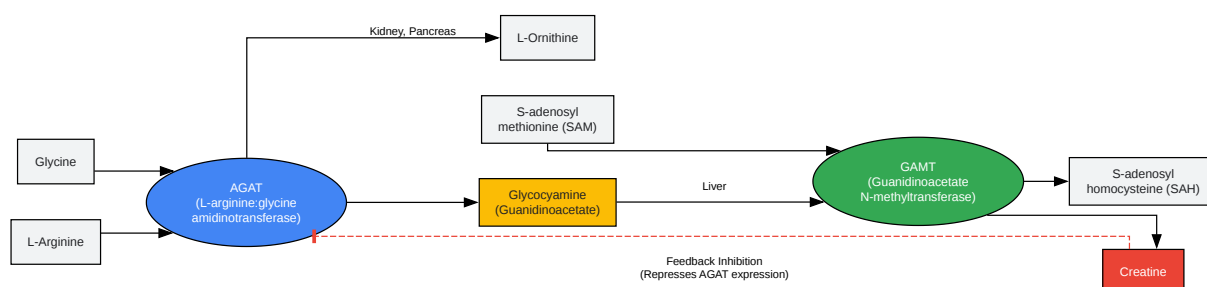 Kidney, Pancreas
L-Ornithine
S-adenosyl
methionine (SAM)
Glycine
AGAT
(L-arginine:glycine
amidinotransferase)
Glycocyamine
(Guanidinoacetate)
Liver
GAMT
(Guanidinoacetate
N-methyltransferase)
S-adenosyl
homocysteine (SAH)
L-Arginine
Feedback Inhibition
(Represses AGAT expression)
Creatine